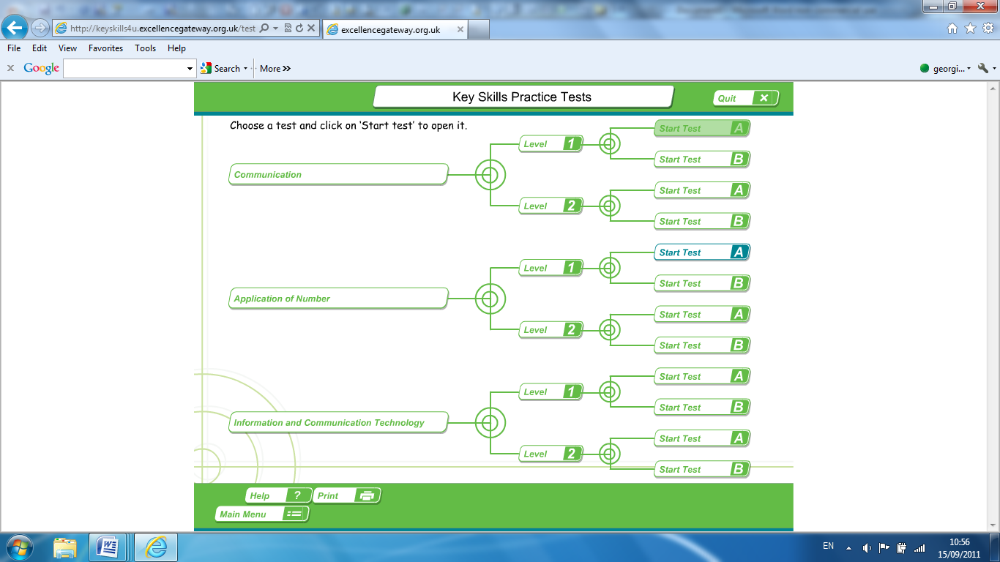 http://keyskills4u.excellencegateway.org.uk/test
excellencegateway.org.uk
File Edit View Favorites Tools Help
x Google Search More >> georgi...
Key Skills Practice Tests
Quit x
Choose a test and click on 'Start test' to open it.
Communication
Level 1
Start Test A
Start Test B
Level 2
Start Test A
Start Test B
Application of Number
Level 1
Start Test A
Start Test B
Level 2
Start Test A
Start Test B
Information and Communication Technology
Level 1
Start Test A
Start Test B
Level 2
Start Test A
Start Test B
Help ? Print
Main Menu
EN 10:56
15/09/2011